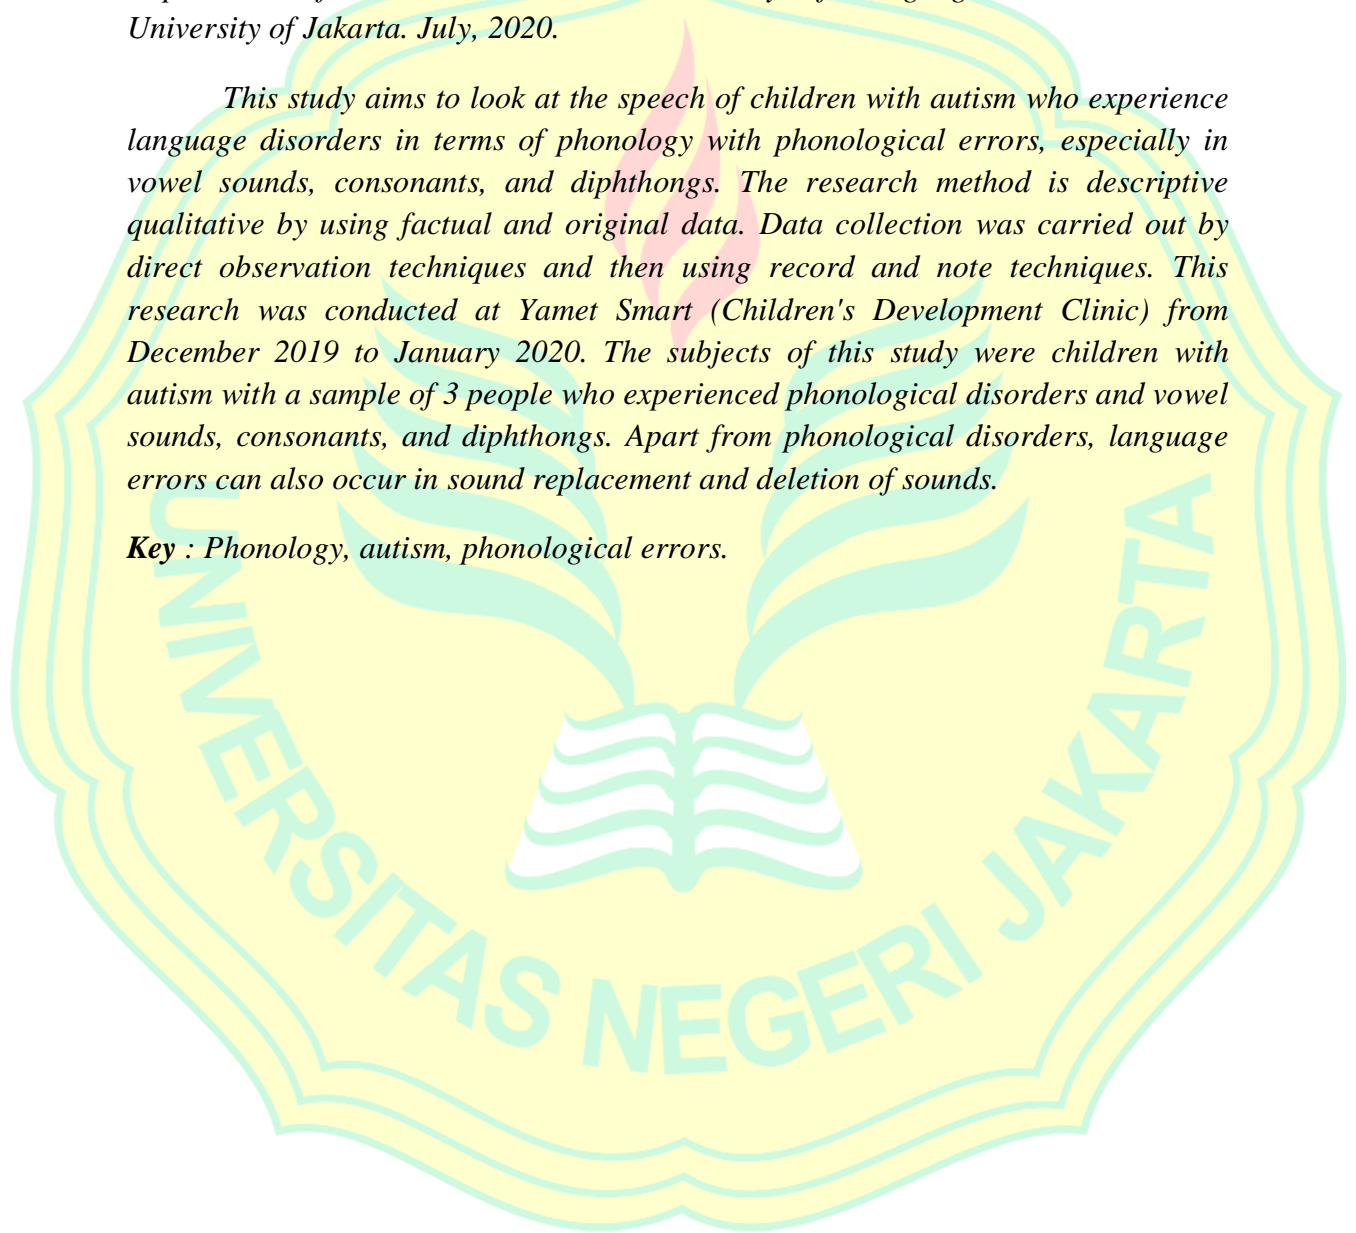 University of Jakarta. July, 2020.
This study aims to look at the speech of children with autism who experience
language disorders in terms of phonology with phonological errors, especially in
vowel sounds, consonants, and diphthongs. The research method is descriptive
qualitative by using factual and original data. Data collection was carried out by
direct observation techniques and then using record and note techniques. This
research was conducted at Yamet Smart (Children's Development Clinic) from
December 2019 to January 2020. The subjects of this study were children with
autism with a sample of 3 people who experienced phonological disorders and vowel
sounds, consonants, and diphthongs. Apart from phonological disorders, language
errors can also occur in sound replacement and deletion of sounds.
Key : Phonology, autism, phonological errors.
UNIVERSITAS NEGERI JAKARTA